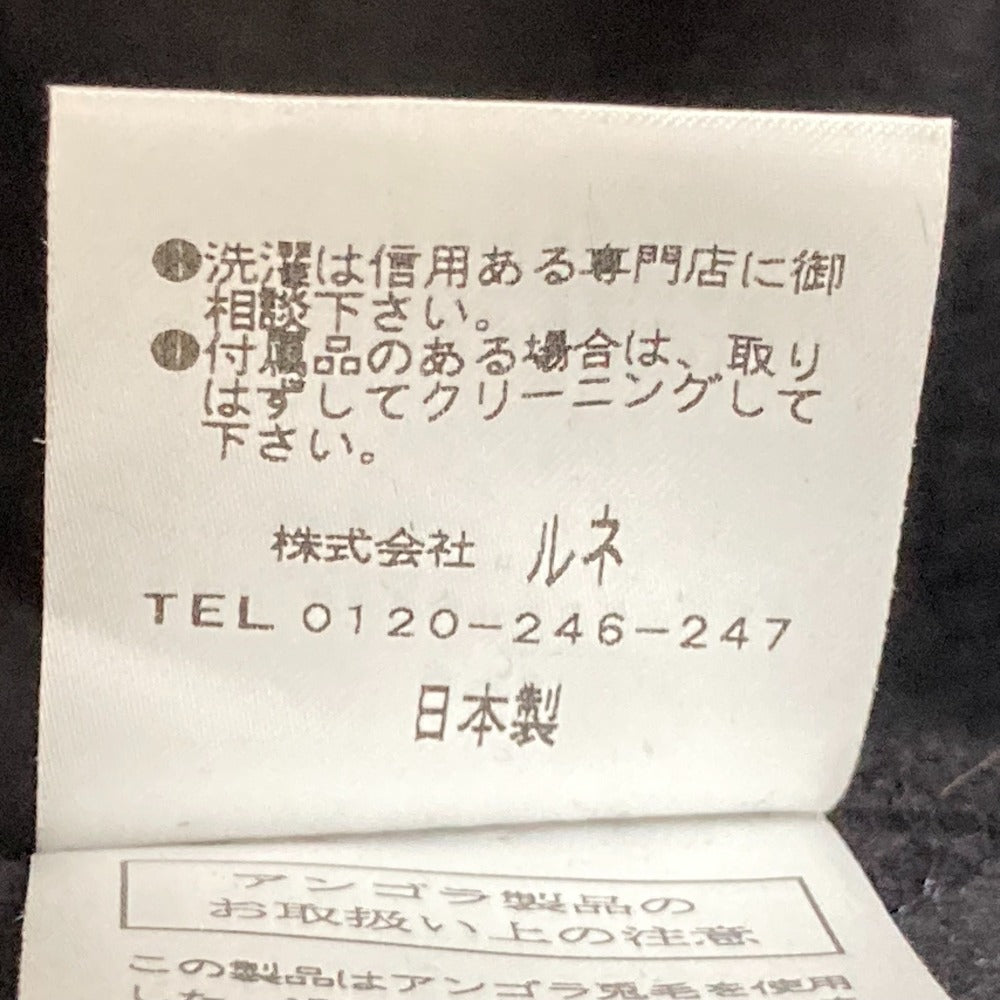 ●洗濯は信用ある専門店に御
相談下さい。
●付属品のある場合は、取り
はずしてクリーニングして
下さい。
株式会社 ルネ
TEL 0120-246-247
日本製
アンゴラ製品の
お取扱い上の注意
この製品はアンゴラ兎毛を使用